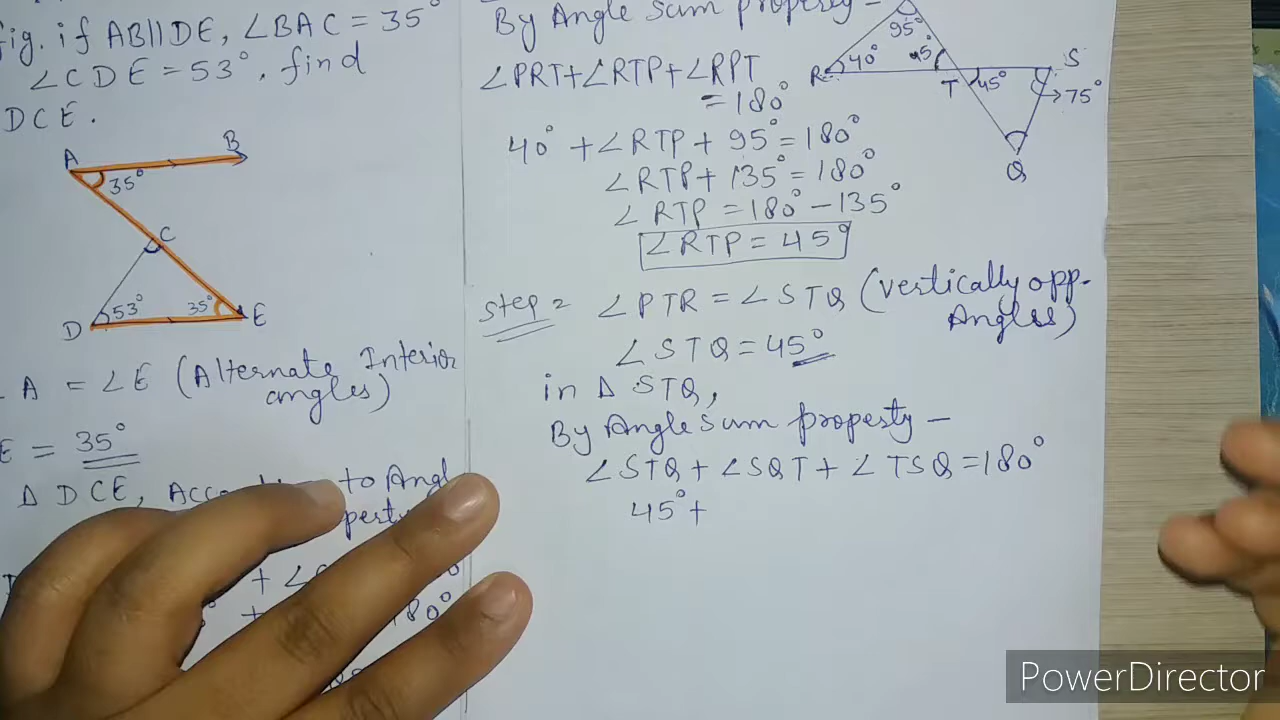 fig. if AB||DE, ∠BAC = 35°
∠CDE = 53°. find
DCE.
A
B
35°
C
D
53°
35°
E
A = ∠E (Alternate Interior
angles)
E = 35°
Δ DCE, to Angl
+ ∠
+ 180°
By Angle Sum property -
∠PRT + ∠RTP + ∠RPT
= 180°
40° + ∠RTP + 95° = 180°
∠RTP + 135° = 180°
∠RTP = 180° - 135°
∠RTP = 45°
95°
R
40°
45°
T
45°
S
75°
Q
Step = ∠PTR = ∠STQ (vertically opp.
Angles)
∠STQ = 45°
in Δ STQ,
By Angle Sum property -
∠STQ + ∠SQT + ∠TSQ = 180°
45° +
PowerDirector